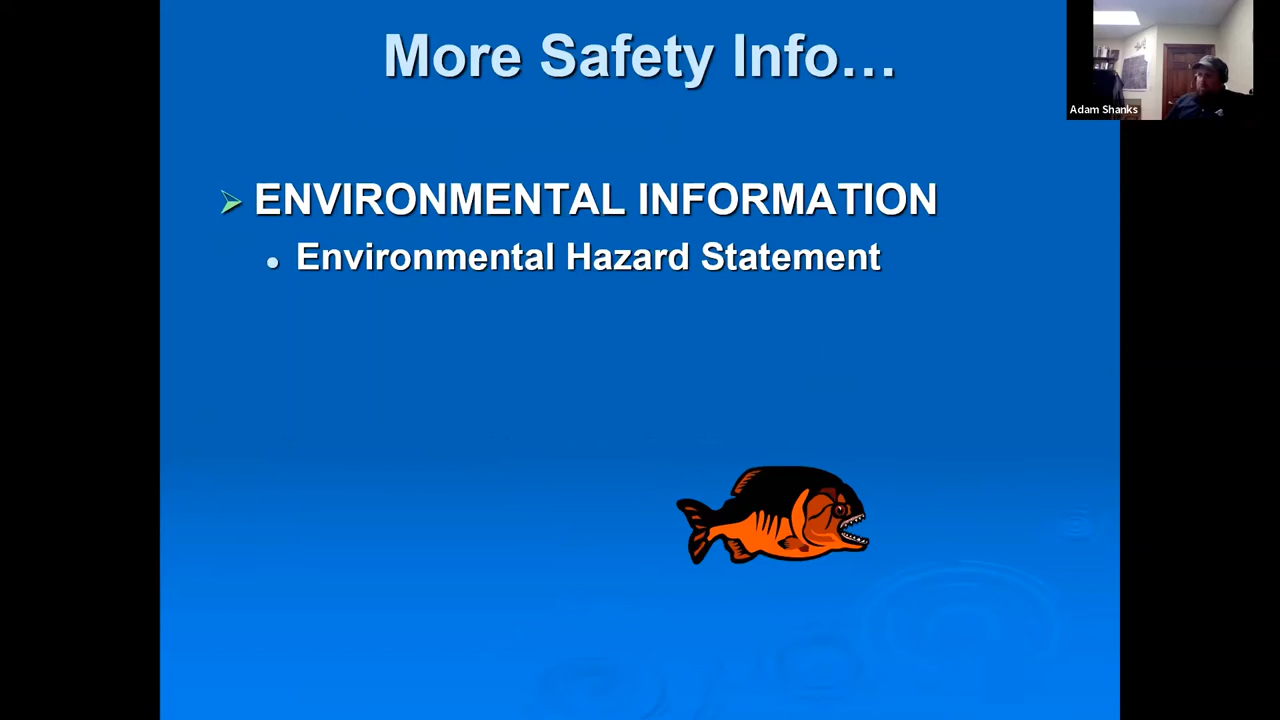 More Safety Info…
Adam Shanks
ENVIRONMENTAL INFORMATION
Environmental Hazard Statement